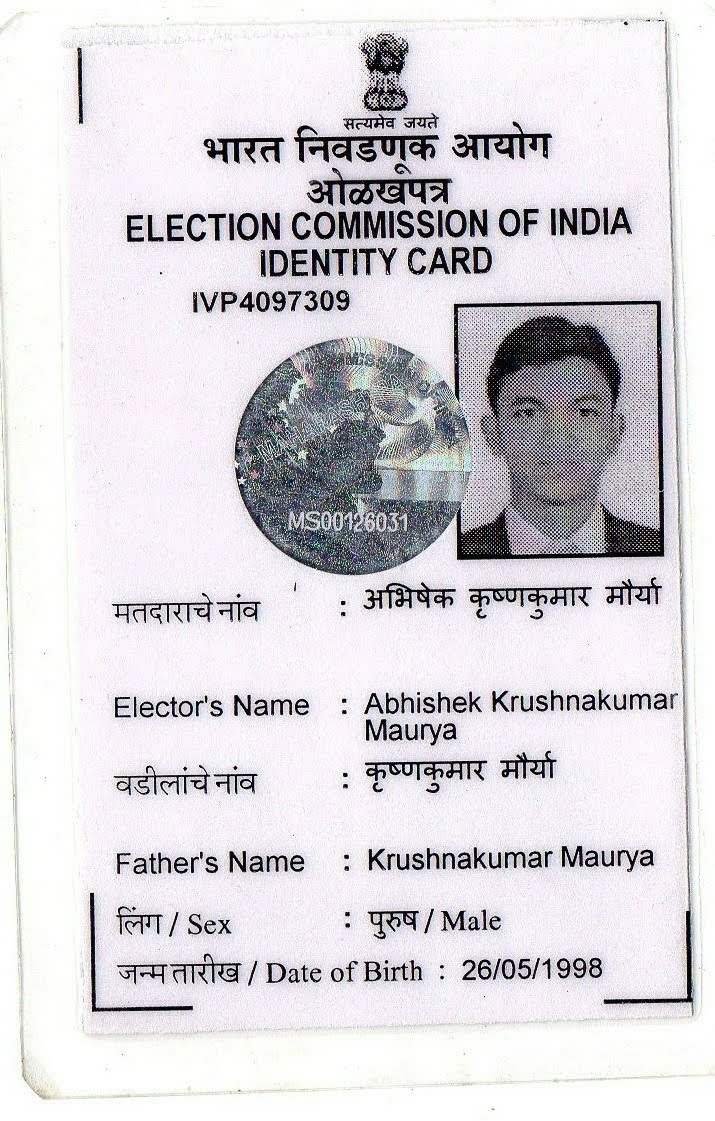 सत्यमेव जयते
भारत निवडणूक आयोग
ओळखपत्र
ELECTION COMMISSION OF INDIA
IDENTITY CARD
IVP4097309
MS00126031
मतदाराचे नांव : अभिषेक कृष्णकुमार मौर्या
Elector's Name : Abhishek Krushnakumar
Maurya
वडीलांचे नांव : कृष्णकुमार मौर्या
Father's Name : Krushnakumar Maurya
लिंग / Sex : पुरुष / Male
जन्म तारीख / Date of Birth : 26/05/1998